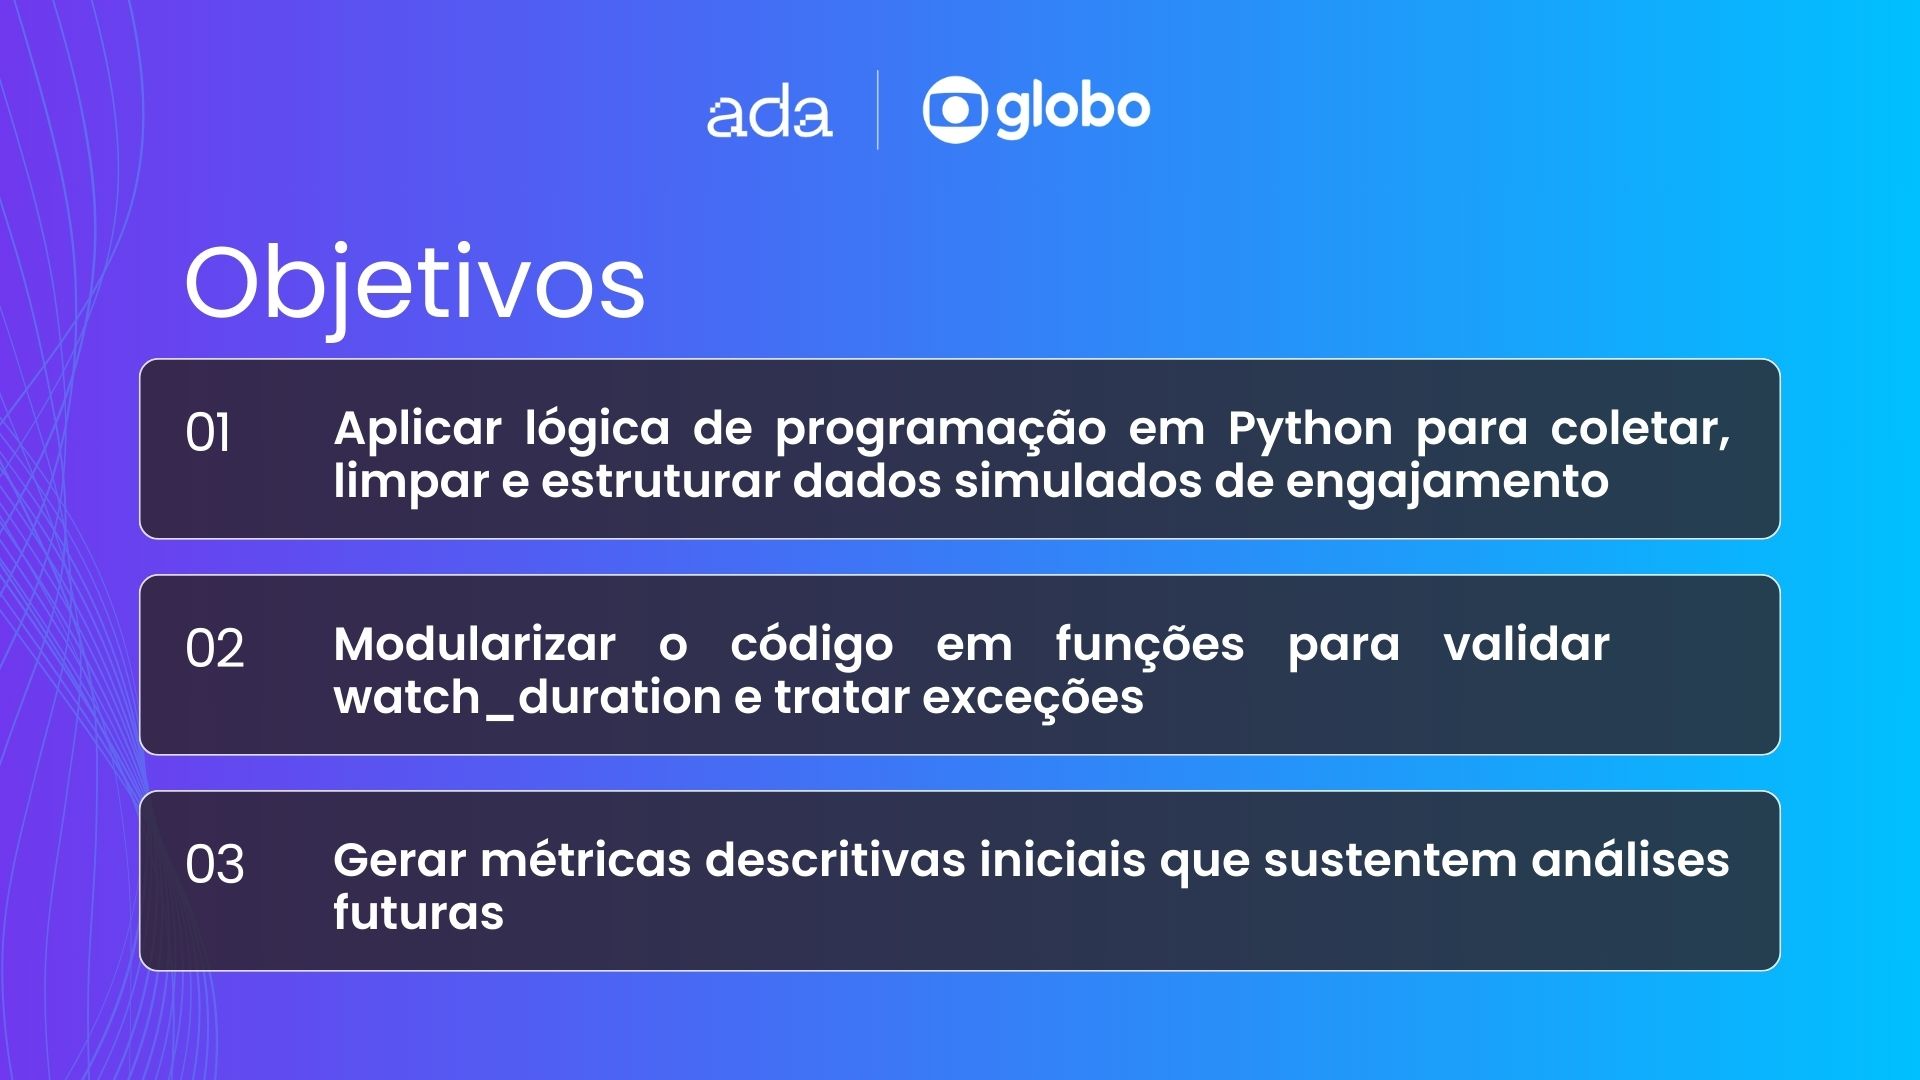 ada
globo
Objetivos
01
Aplicar lógica de programação em Python para coletar,
limpar e estruturar dados simulados de engajamento
02
Modularizar o código em funções para validar
watch_duration e tratar exceções
03
Gerar métricas descritivas iniciais que sustentem análises
futuras